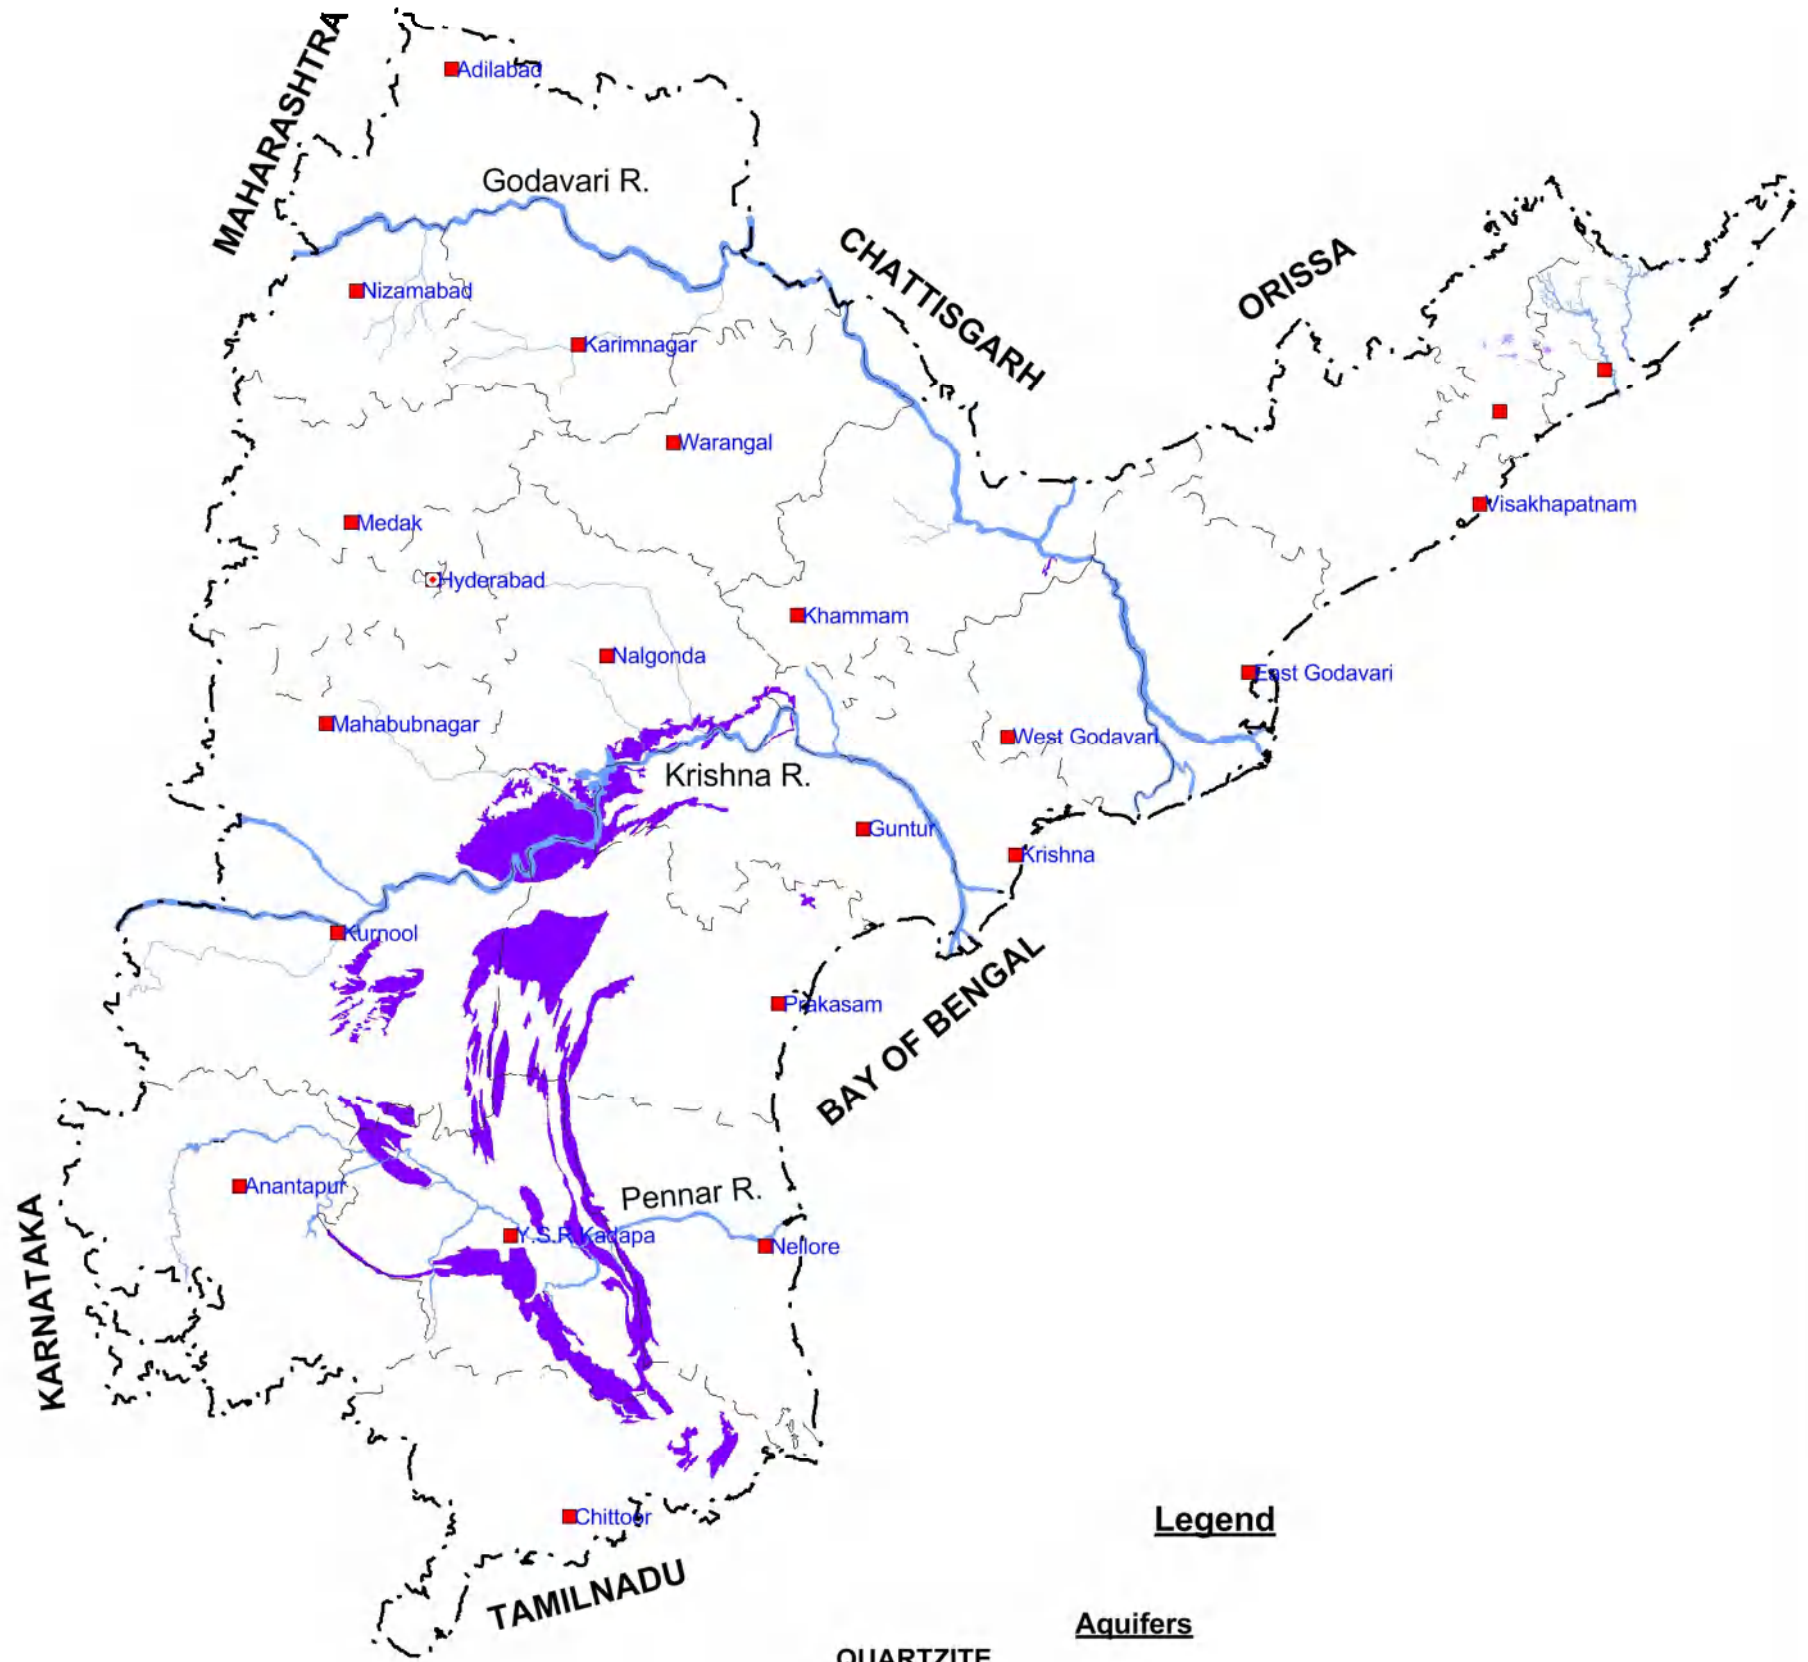 MAHARASHTRA
Adilabad
Godavari R.
CHATTISGARH
ORISSA
Nizamabad
Karimnagar
Warangal
Medak
Visakhapatnam
Hyderabad
Khammam
Nalgonda
East Godavari
Mahabubnagar
West Godavari
Krishna R.
Guntur
Krishna
Kurnool
Prakasam
BAY OF BENGAL
Anantapur
Pennar R.
Y.S.R.Kadapa
Nellore
KARNATAKA
Chittoor
TAMILNADU
Legend
Aquifers
QUARTZITE